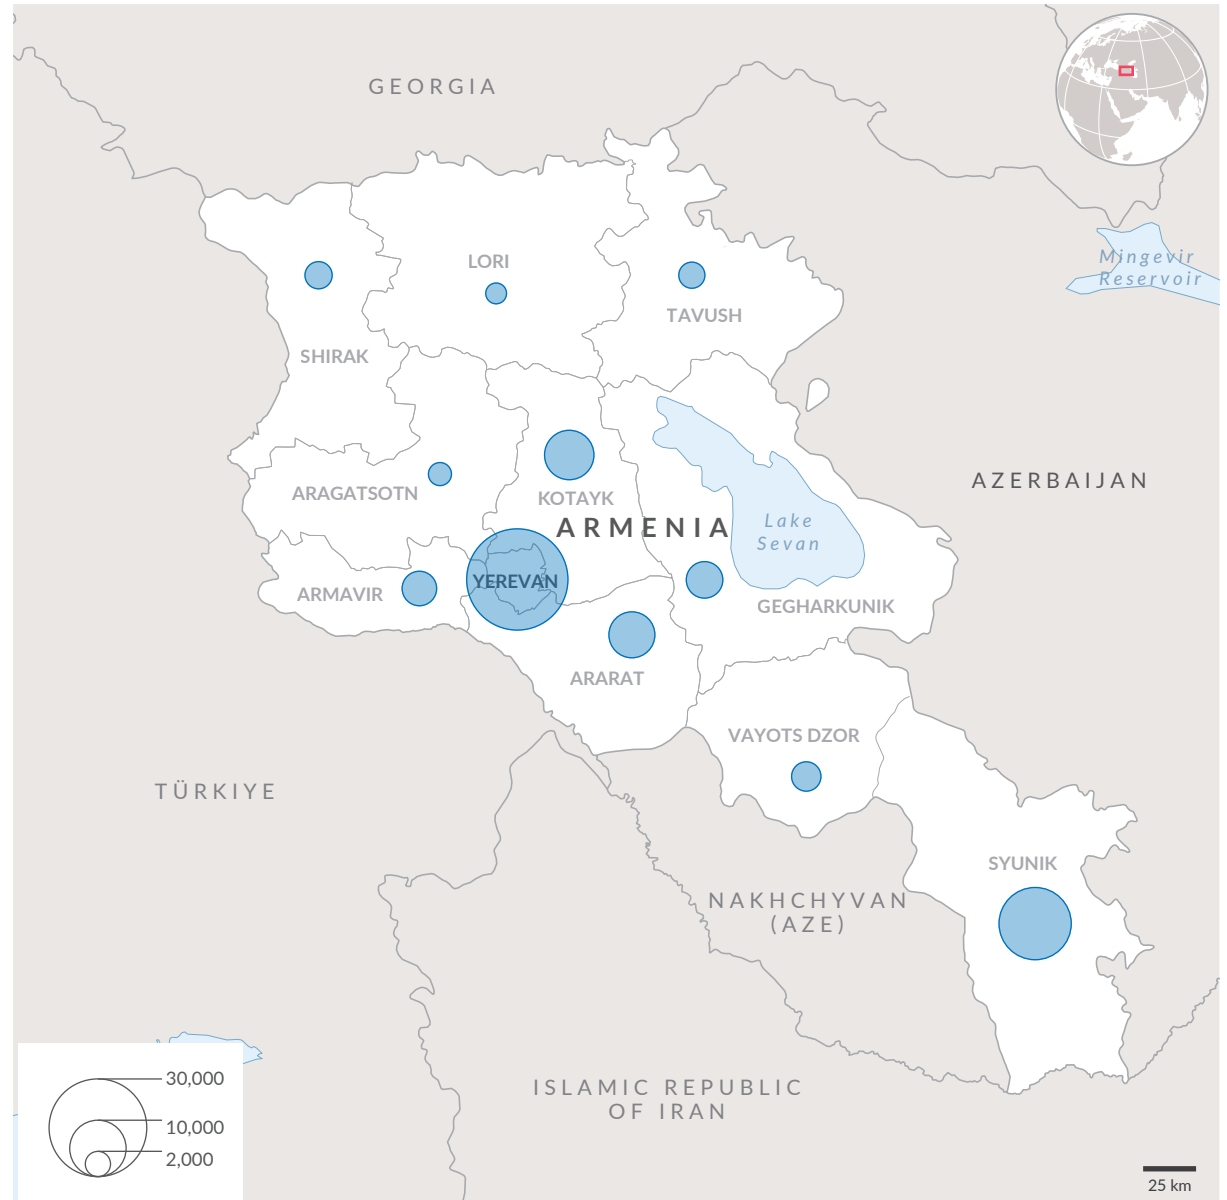 GEORGIA
LORI
Mingevir
Reservoir
TAVUSH
SHIRAK
AZERBAIJAN
ARAGATSOTN
KOTAYK
ARMENIA
Lake
Sevan
YEREVAN
ARMAVIR
GEGHARKUNIK
ARARAT
VAYOTS DZOR
TÜRKIYE
SYUNIK
NAKHCHYVAN
(AZE)
ISLAMIC REPUBLIC
OF IRAN
30,000
10,000
2,000
25 km